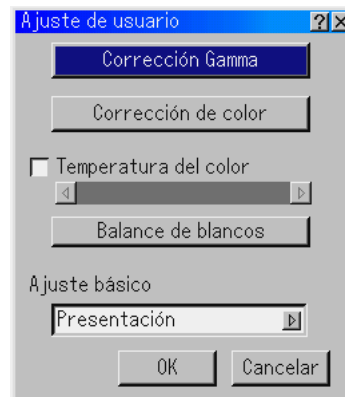 Ajuste de usuario
Corrección Gamma
Corrección de color
Temperatura del color
Balance de blancos
Ajuste básico
Presentación
OK Cancelar